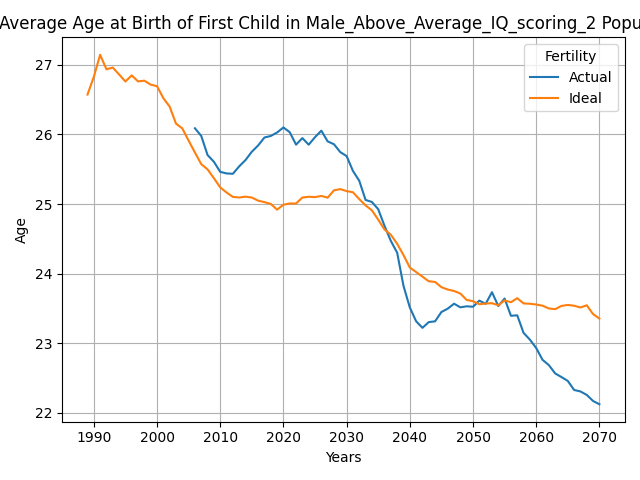 Average Age at Birth of First Child in Male_Above_Average_IQ_scoring_2 Popu
Fertility
Actual
Ideal
27
26
25
24
23
22
Age
1990 2000 2010 2020 2030 2040 2050 2060 2070
Years